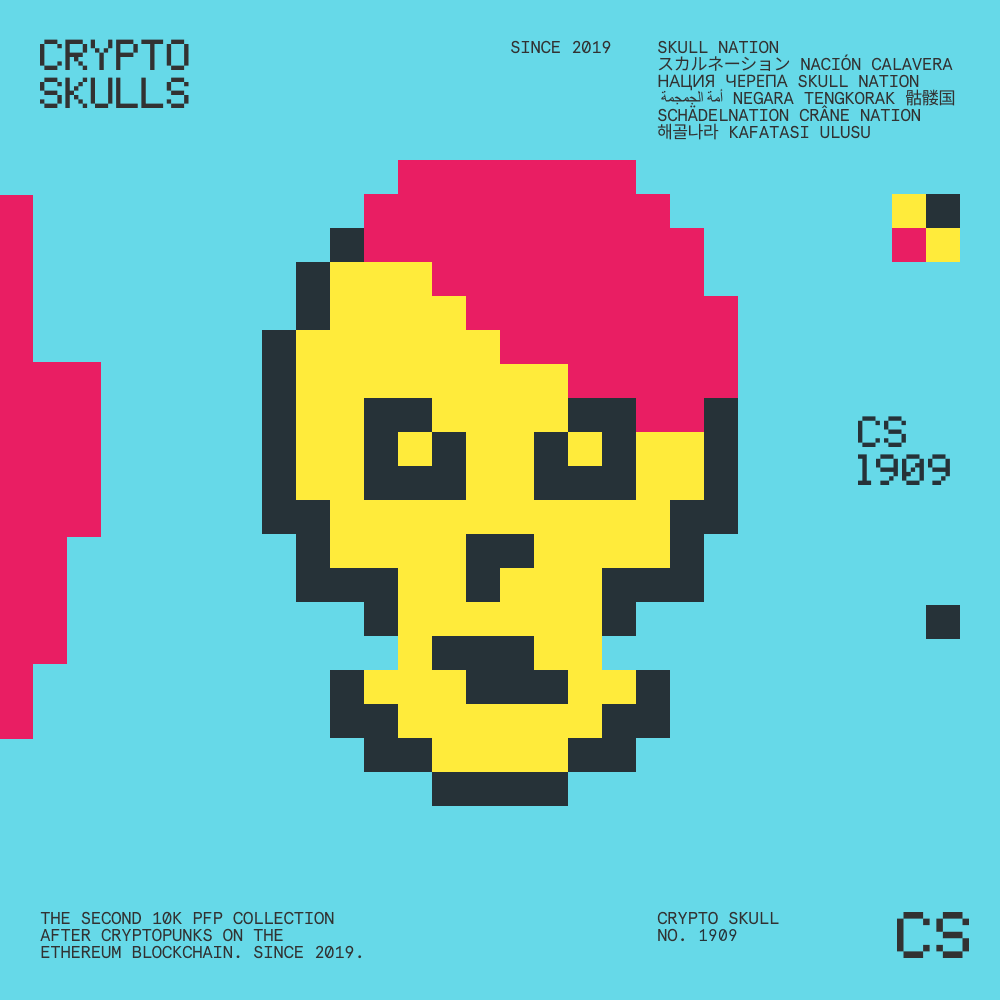 CRYPTO
SKULLS
SINCE 2019
SKULL NATION
スカルネーション NACIÓN CALAVERA
НАЦИЯ ЧЕРЕПА SKULL NATION
أمة الجمجمة NEGARA TENGKORAK 骷髅国
SCHÄDELNATION CRÂNE NATION
해골나라 KAFATASI ULUSU
CS
1909
THE SECOND 10K PFP COLLECTION
AFTER CRYPTOPUNKS ON THE
ETHEREUM BLOCKCHAIN. SINCE 2019.
CRYPTO SKULL
NO. 1909
CS